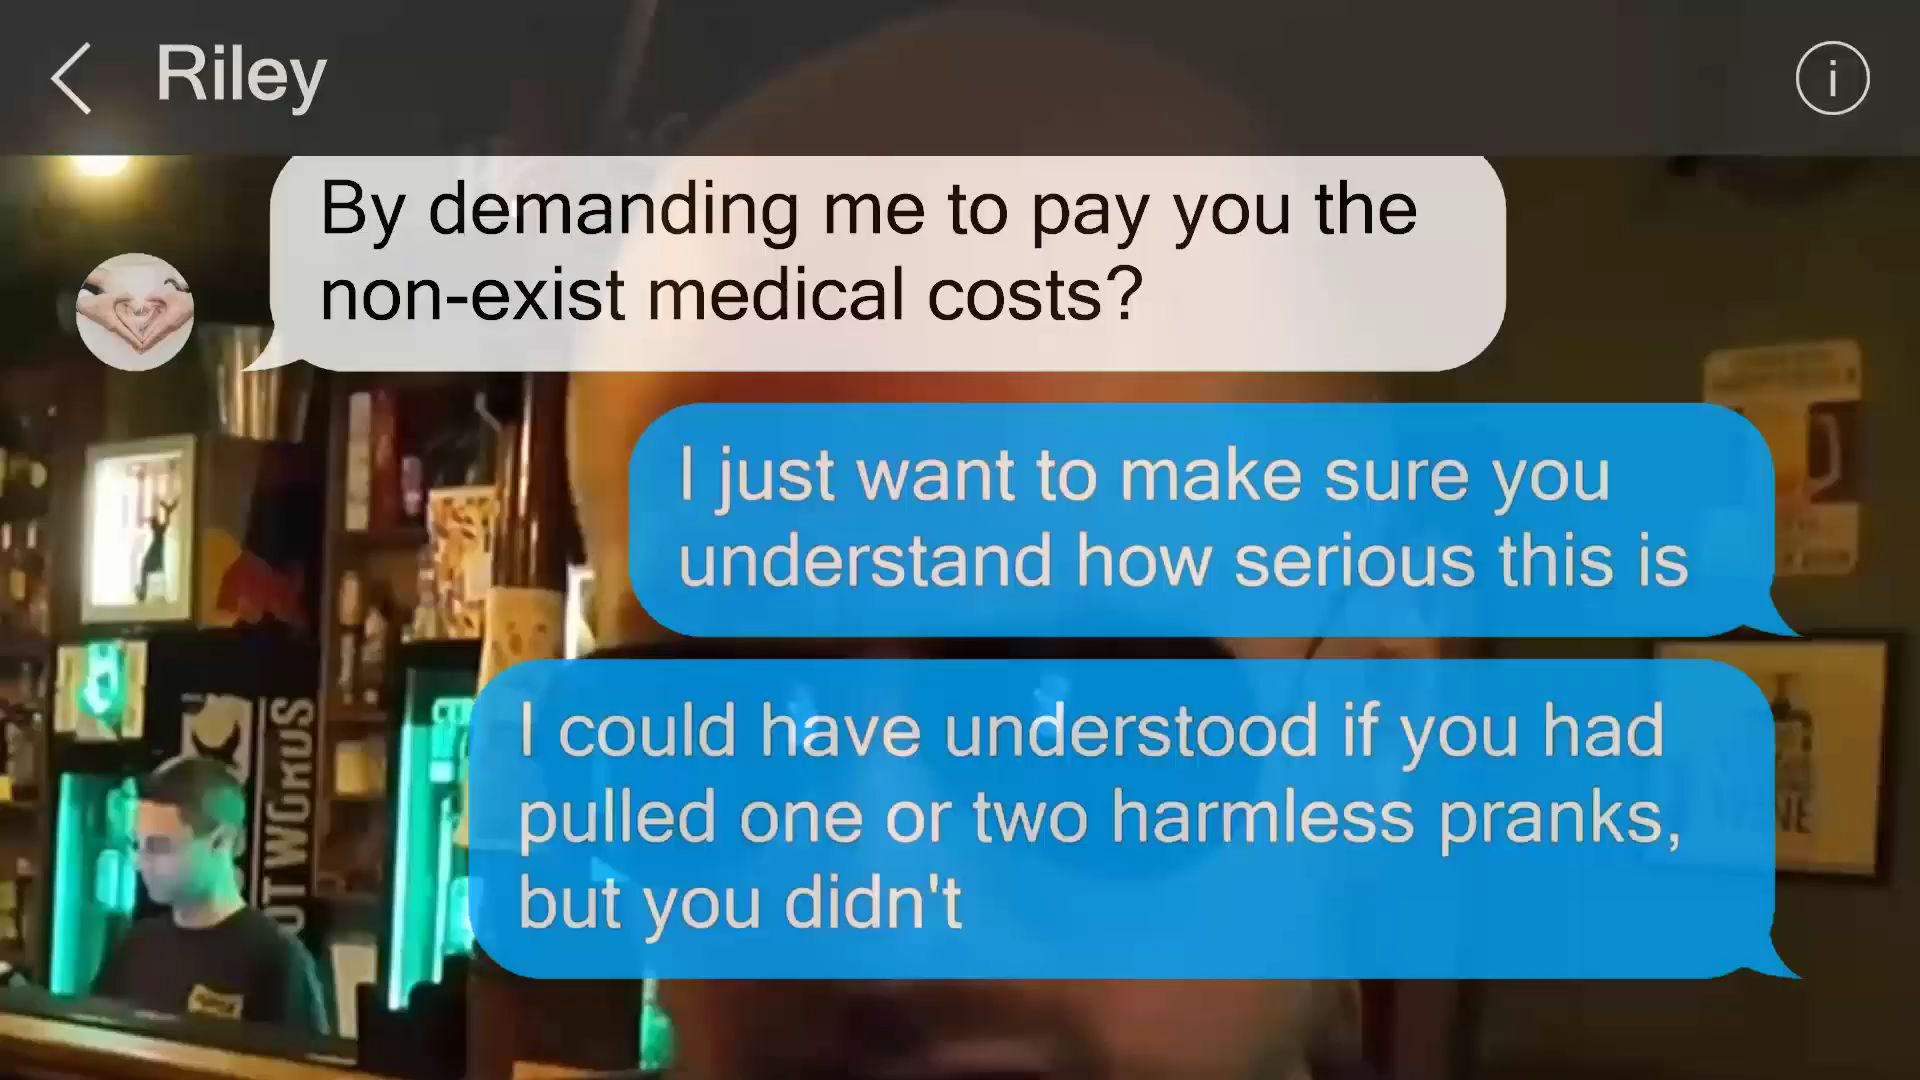 Riley
i
By demanding me to pay you the
non-exist medical costs?
I just want to make sure you
understand how serious this is
I could have understood if you had
pulled one or two harmless pranks,
but you didn't